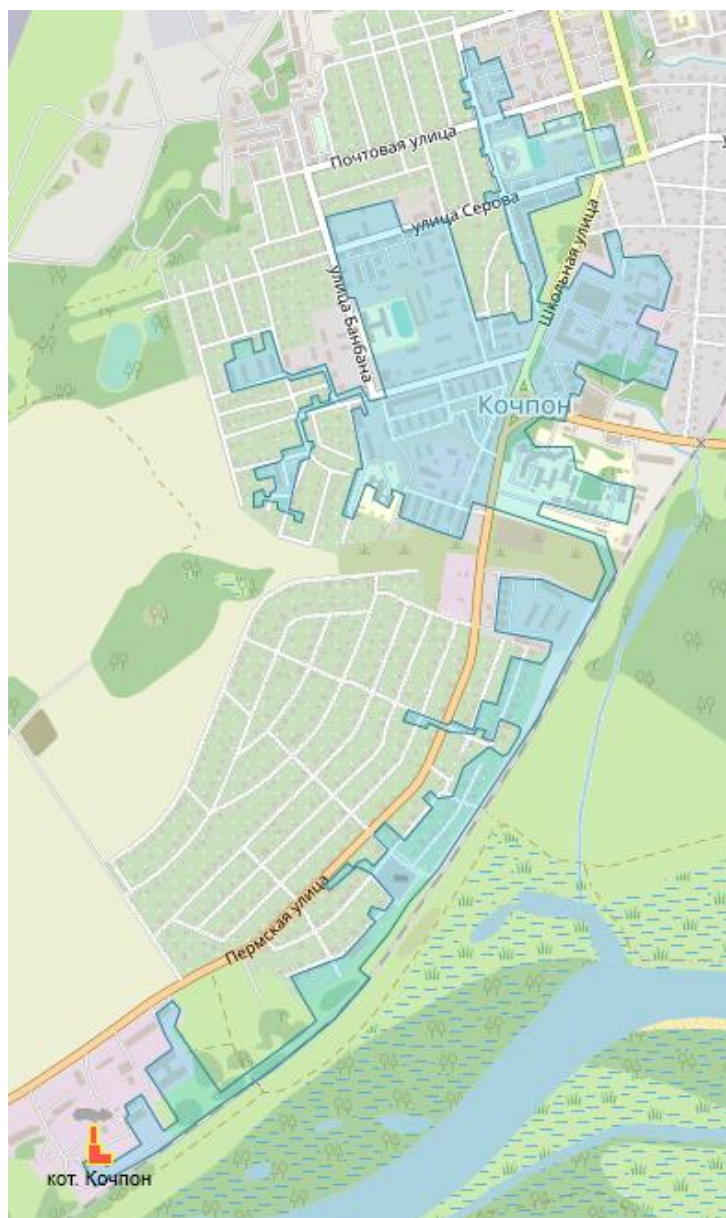 Почтовая улица
улица Серова
Школьная улица
улица Банбана
Кочпон
Пермская улица
кот. Кочпон